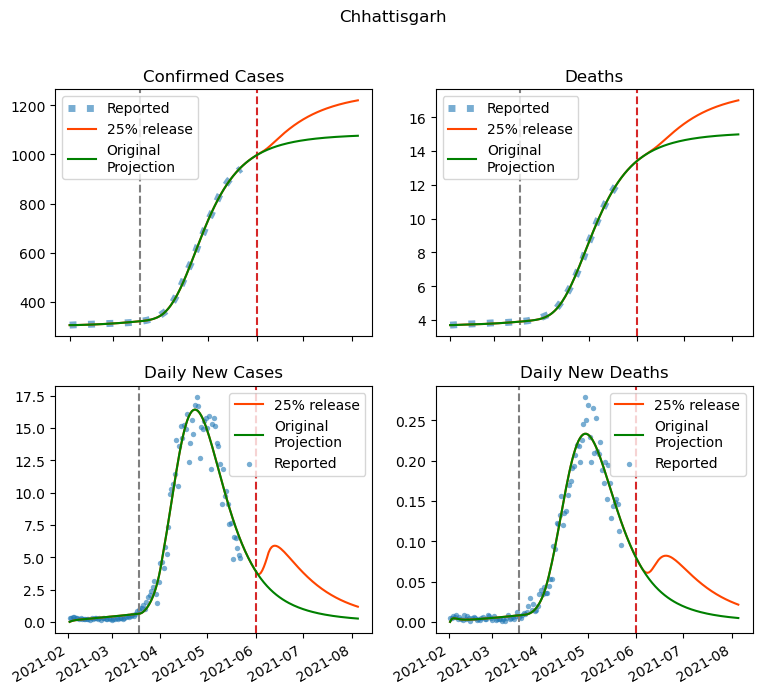 Chhattisgarh
Confirmed Cases
1200
1000
800
600
400
Reported
25% release
Original
Projection
Deaths
16
14
12
10
8
6
4
Reported
25% release
Original
Projection
Daily New Cases
17.5
15.0
12.5
10.0
7.5
5.0
2.5
0.0
25% release
Original
Projection
Reported
2021-02
2021-03
2021-04
2021-05
2021-06
2021-07
2021-08
Daily New Deaths
0.25
0.20
0.15
0.10
0.05
0.00
25% release
Original
Projection
Reported
2021-02
2021-03
2021-04
2021-05
2021-06
2021-07
2021-08